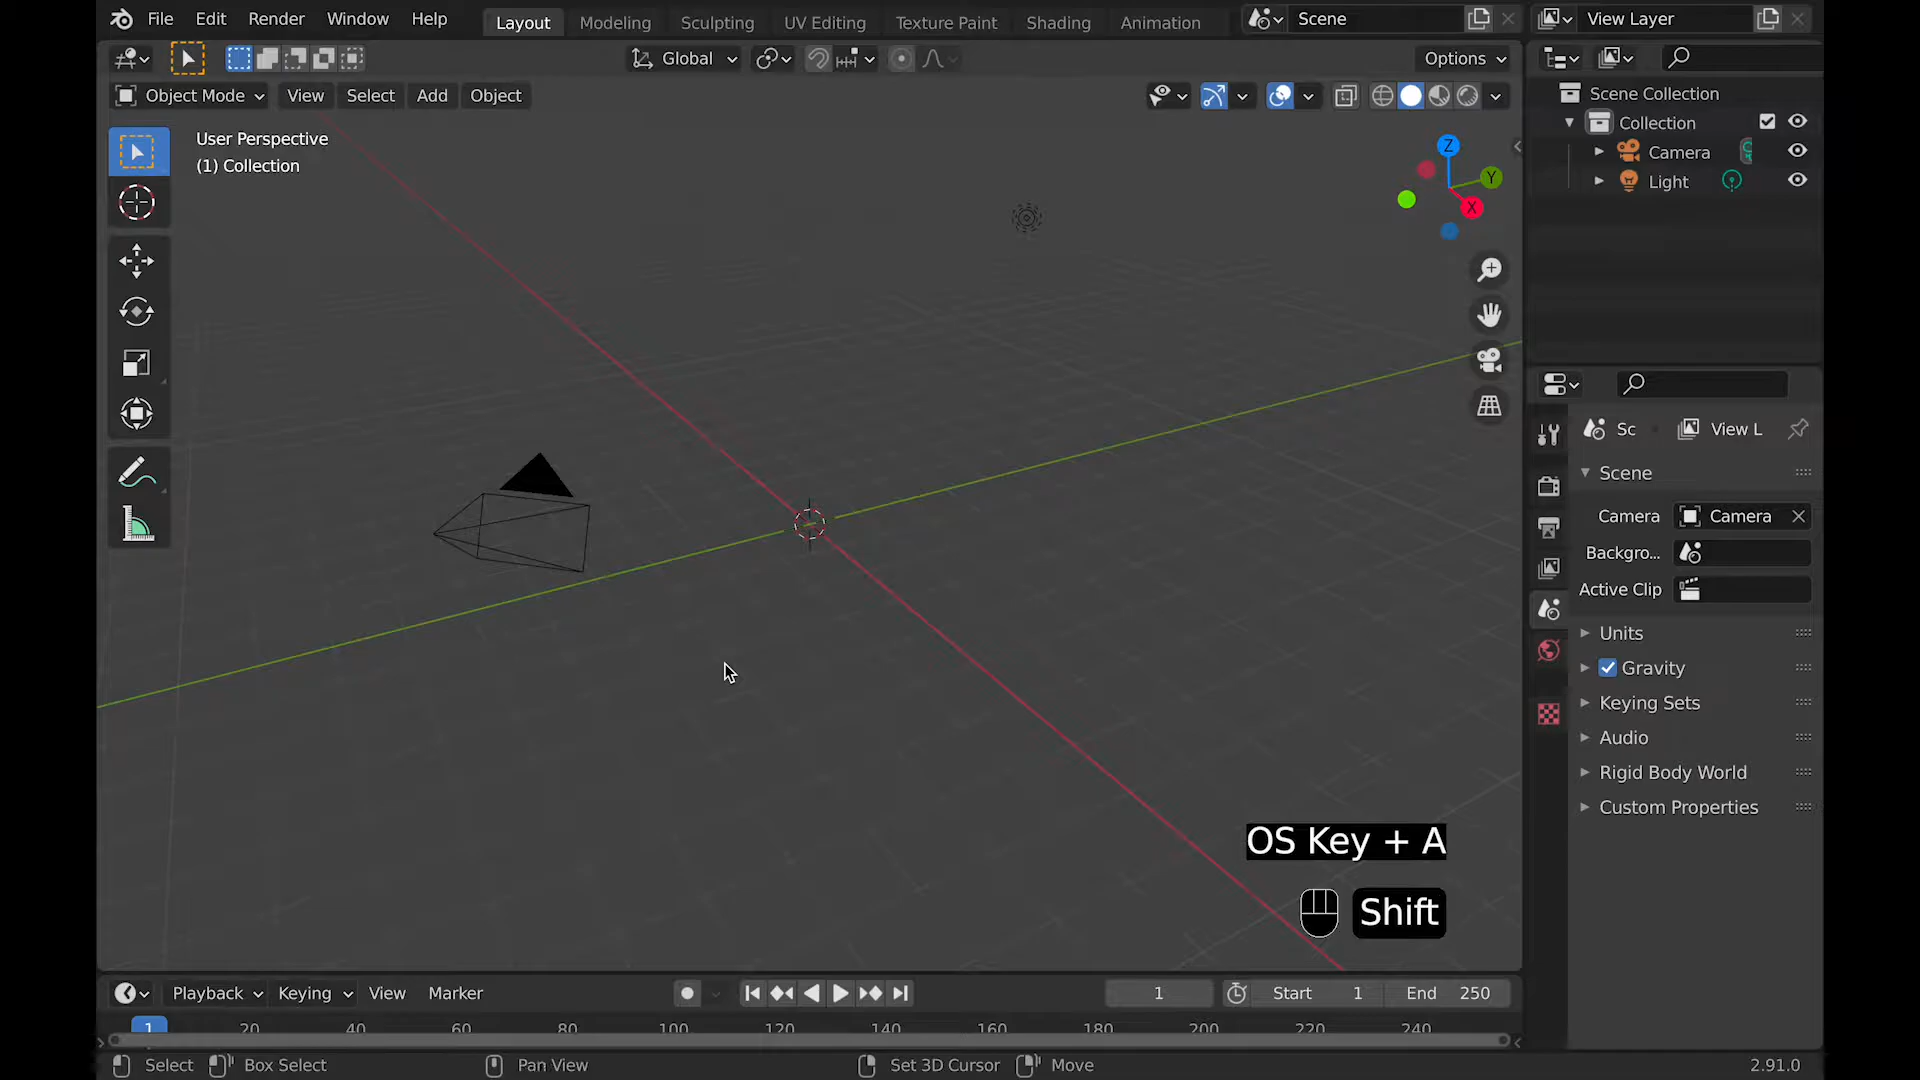 File Edit Render Window Help Layout Modeling Sculpting UV Editing Texture Paint Shading Animation Scene View Layer
Global Options
Object Mode View Select Add Object
User Perspective
(1) Collection
Z
Y
X
Scene Collection
Collection
Camera
Light
Sc View L
Scene
Camera Camera
Backgro...
Active Clip
Units
Gravity
Keying Sets
Audio
Rigid Body World
Custom Properties
OS Key + A
Shift
Playback Keying View Marker 1 Start 1 End 250
1 20 40 60 80 100 120 140 160 180 200 220 240
Select Box Select Pan View Set 3D Cursor Move 2.91.0